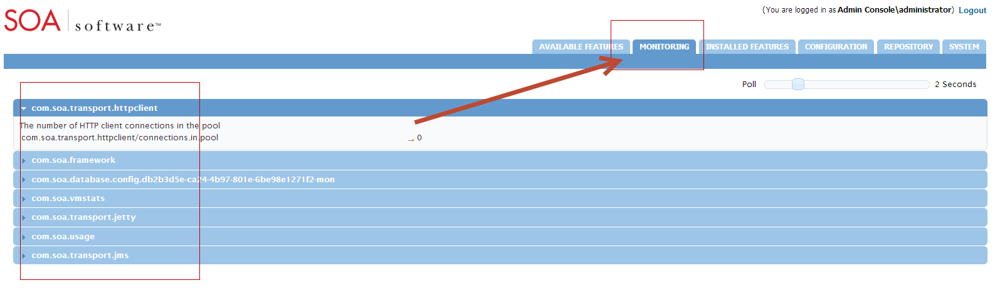 (You are logged in as Admin Console\administrator) Logout
SOA software™
AVAILABLE FEATURES MONITORING INSTALLED FEATURES CONFIGURATION REPOSITORY SYSTEM
Poll 2 Seconds
com.soa.transport.httpclient
The number of HTTP client connections in the pool
com.soa.transport.httpclient/connections.in.pool 0
com.soa.framework
com.soa.database.config.db2b3d5e-ca24-4b97-801e-6be98e1271f2-mon
com.soa.vmstats
com.soa.transport.jetty
com.soa.usage
com.soa.transport.jms